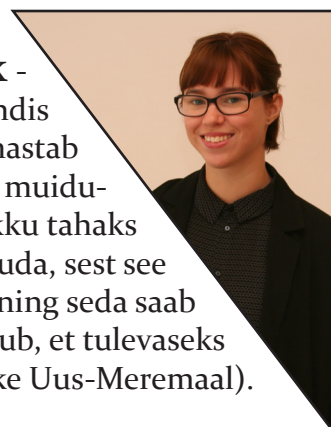 -
ndis
nastab
muidu-
kku tahaks
uda, sest see
ning seda saab
ub, et tulevaseks
ke Uus-Meremaal).